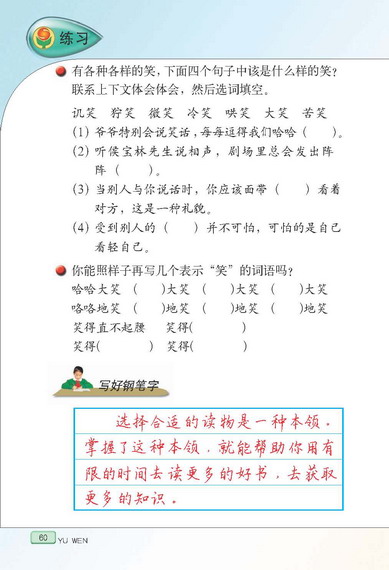 练习
有各种各样的笑，下面四个句子中该是什么样的笑？
联系上下文体会体会，然后选词填空。
讥笑 狞笑 微笑 冷笑 哄笑 大笑 苦笑
(1) 爷爷特别会说笑话，每每逗得我们哈哈（　　）。
(2) 听侯宝林先生说相声，剧场里总会发出阵
阵（　　）。
(3) 当别人与你说话时，你应该面带（　　）看着
对方，这是一种礼貌。
(4) 受到别人的（　　）并不可怕，可怕的是自己
看轻自己。
你能照样子再写几个表示“笑”的词语吗？
哈哈大笑 （　　）大笑 （　　）大笑 （　　）大笑
咯咯地笑 （　　）地笑 （　　）地笑 （　　）地笑
笑得直不起腰 笑得（　　　　）
笑得（　　　　） 笑得（　　　　）
写好钢笔字
选择合适的读物是一种本领。
掌握了这种本领，就能帮助你用有
限的时间去读更多的好书，去获取
更多的知识。
60 YU WEN